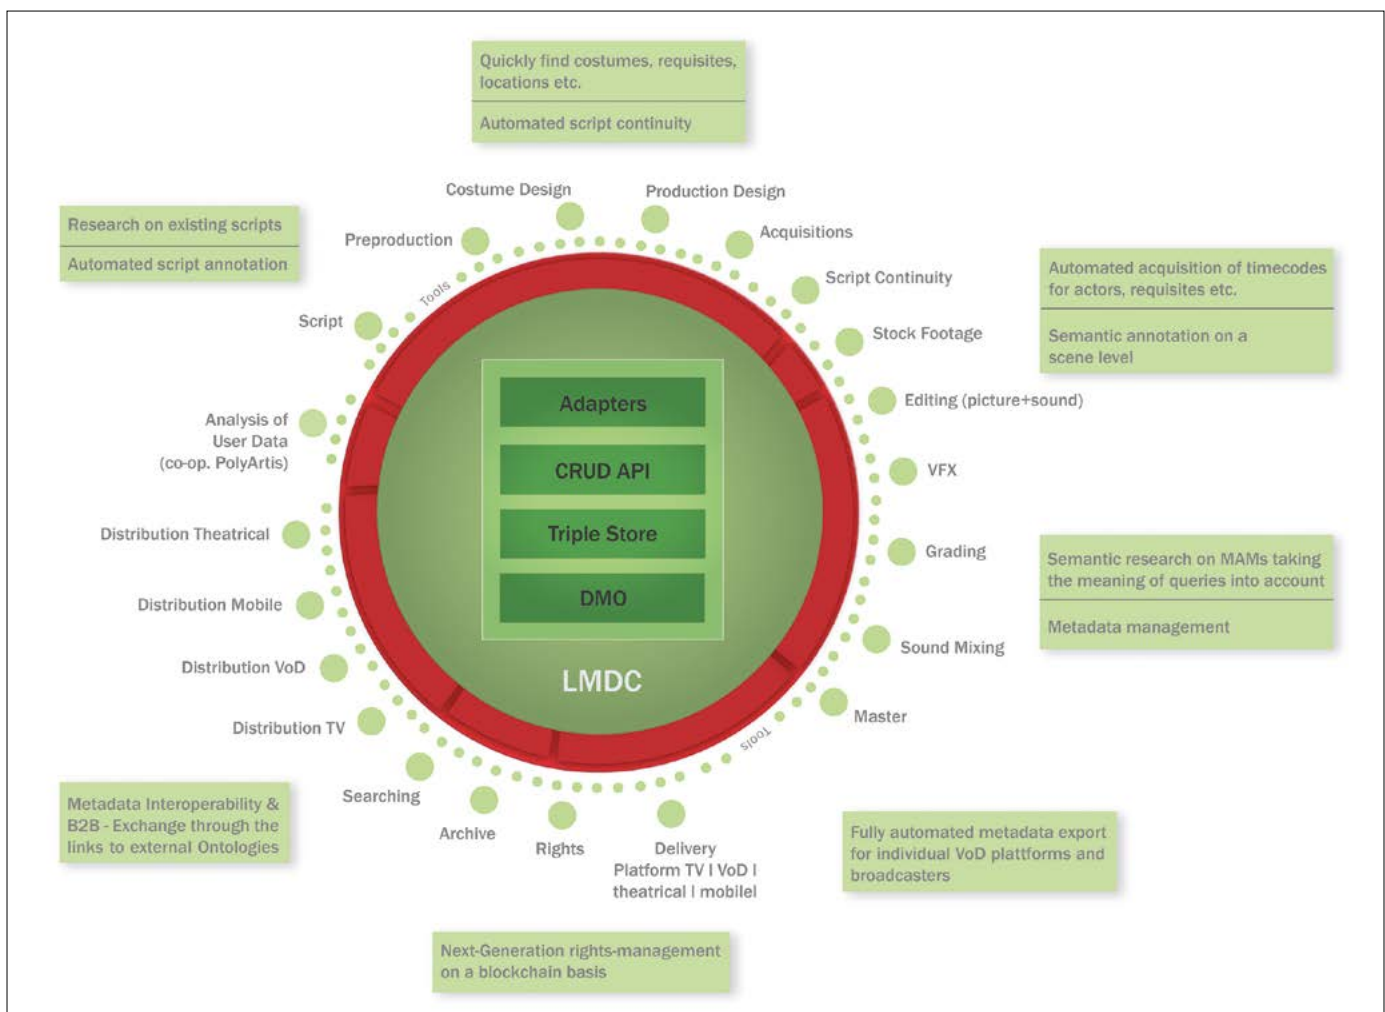 Quickly find costumes, requisites,
locations etc.
Automated script continuity
Costume Design
Production Design
Preproduction
Acquisitions
Research on existing scripts
Automated script annotation
Script Continuity
Automated acquisition of timecodes
for actors, requisites etc.
Semantic annotation on a
scene level
Tools
Script
Stock Footage
Editing (picture+sound)
Analysis of
User Data
(co-op. PolyArtis)
VFX
Adapters
CRUD API
Triple Store
DMO
LMDC
Distribution Theatrical
Grading
Semantic research on MAMs taking
the meaning of queries into account
Metadata management
Distribution Mobile
Sound Mixing
Distribution VoD
Master
Distribution TV
Tools
Searching
Archive
Rights
Delivery
Platform TV I VoD I
theatrical I mobileI
Metadata Interoperability &
B2B - Exchange through the
links to external Ontologies
Fully automated metadata export
for individual VoD plattforms and
broadcasters
Next-Generation rights-management
on a blockchain basis